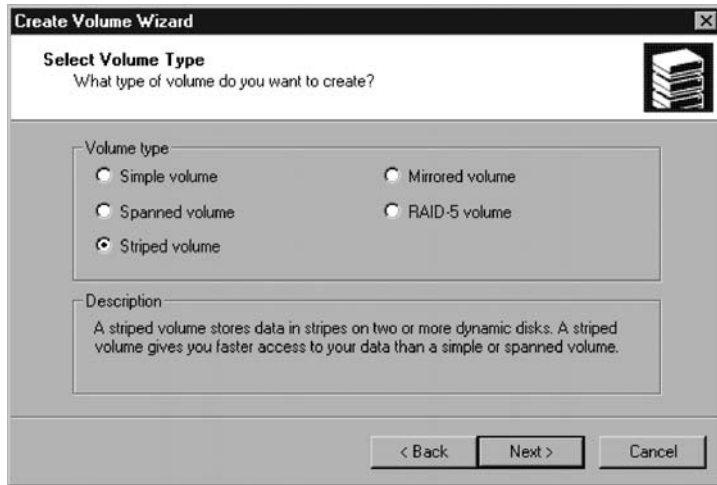 Create Volume Wizard
Select Volume Type
What type of volume do you want to create?
Volume type
Simple volume
Mirrored volume
Spanned volume
RAID-5 volume
Striped volume
Description
A striped volume stores data in stripes on two or more dynamic disks. A striped
volume gives you faster access to your data than a simple or spanned volume.
< Back
Next >
Cancel